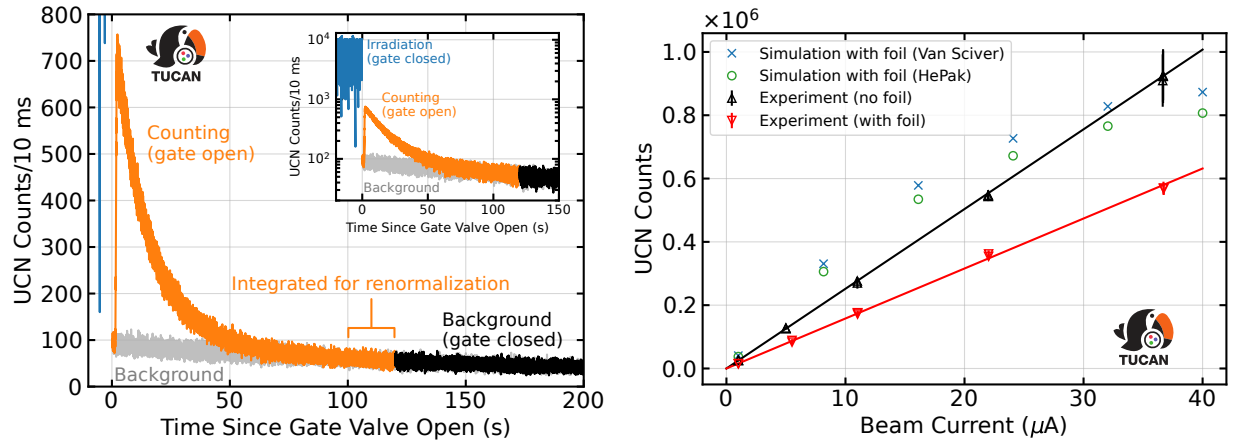 800
700
600
500
400
300
200
100
0
UCN Counts/10 ms
TUCAN
Counting
(gate open)
Integrated for renormalization
Background
(gate closed)
Background
0
50
100
150
200
Time Since Gate Valve Open (s)
10⁴
10³
10²
UCN Counts/10 ms
Irradiation
(gate closed)
Counting
(gate open)
Background
0
50
100
150
Time Since Gate Valve Open (s)
×10⁶
1.0
0.8
0.6
0.4
0.2
0.0
UCN Counts
Simulation with foil (Van Sciver)
Simulation with foil (HePak)
Experiment (no foil)
Experiment (with foil)
TUCAN
0
10
20
30
40
Beam Current (μA)